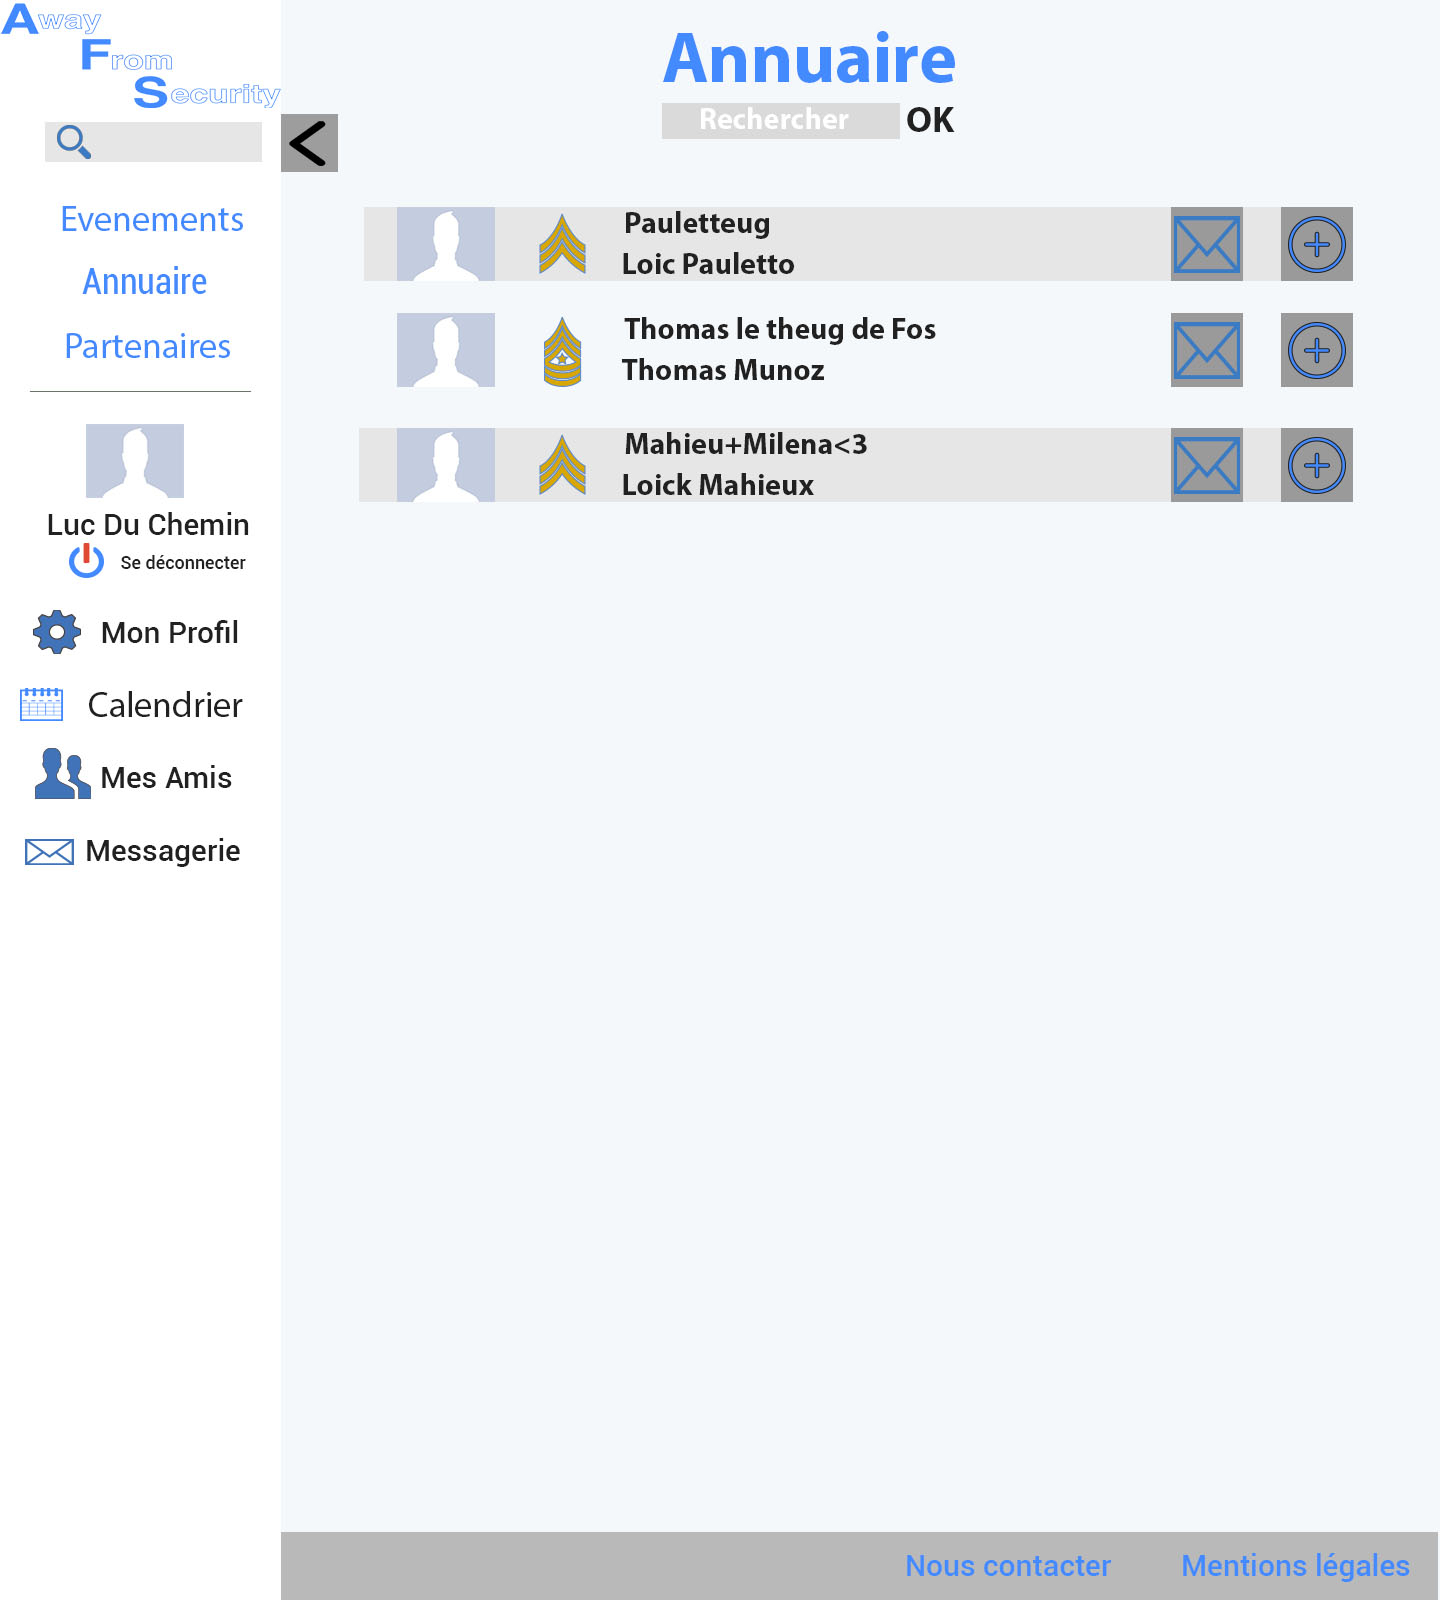 Away
From
Security
Evenements
Annuaire
Partenaires
Luc Du Chemin
Se déconnecter
Mon Profil
Calendrier
Mes Amis
Messagerie
Annuaire
Rechercher OK
Pauletteug
Loic Pauletto
Thomas le theug de Fos
Thomas Munoz
Mahieu+Milena<3
Loick Mahieux
Nous contacter Mentions légales